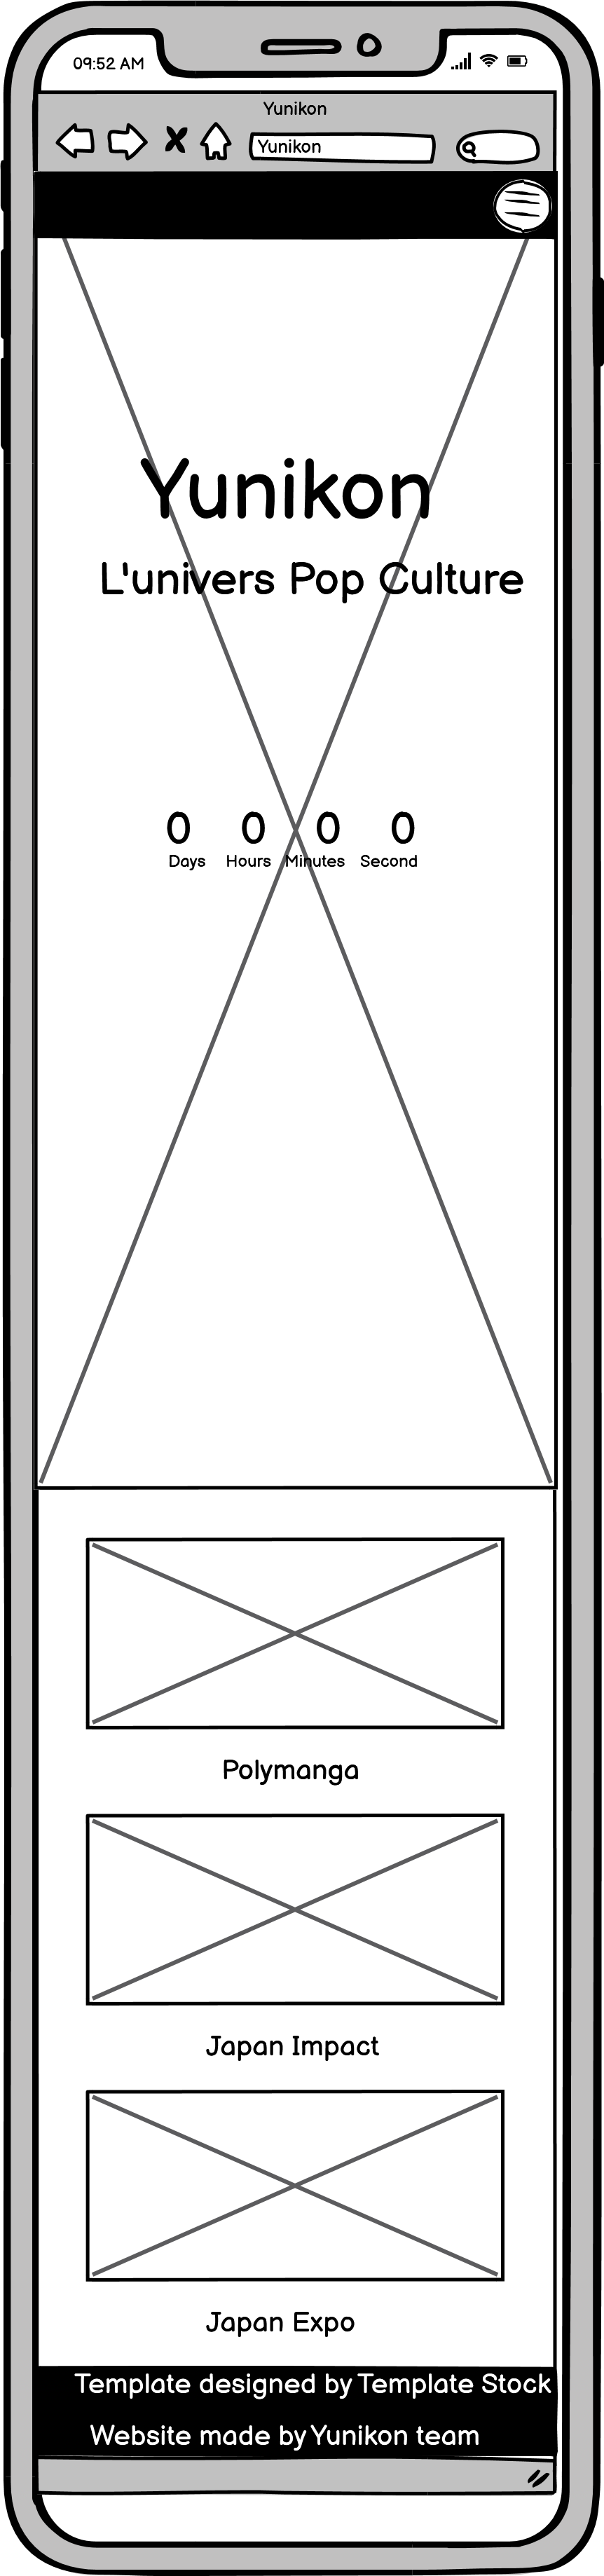 09:52 AM
Yunikon
Yunikon
Yunikon
L'univers Pop Culture
0 0 0 0
Days Hours Minutes Second
Polymanga
Japan Impact
Japan Expo
Template designed by Template Stock
Website made by Yunikon team